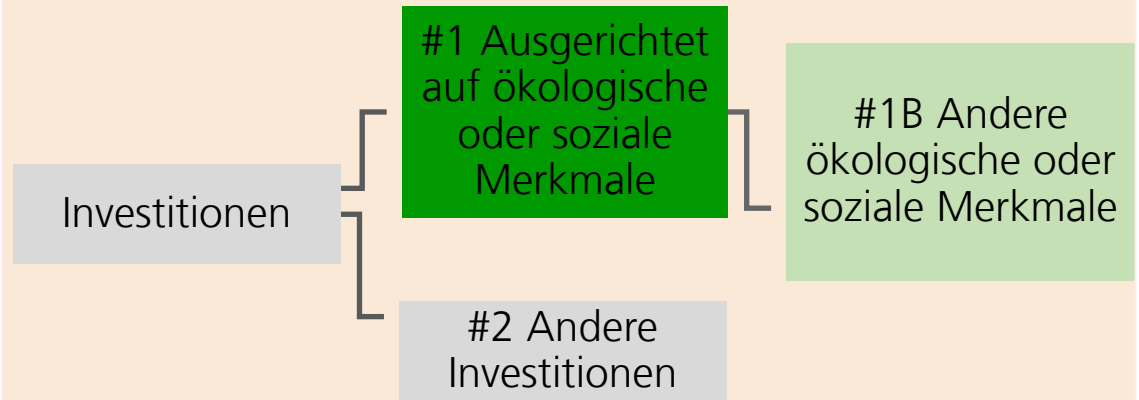 #1 Ausgerichtet
auf ökologische
oder soziale
Merkmale
#1B Andere
ökologische oder
soziale Merkmale
Investitionen
#2 Andere
Investitionen